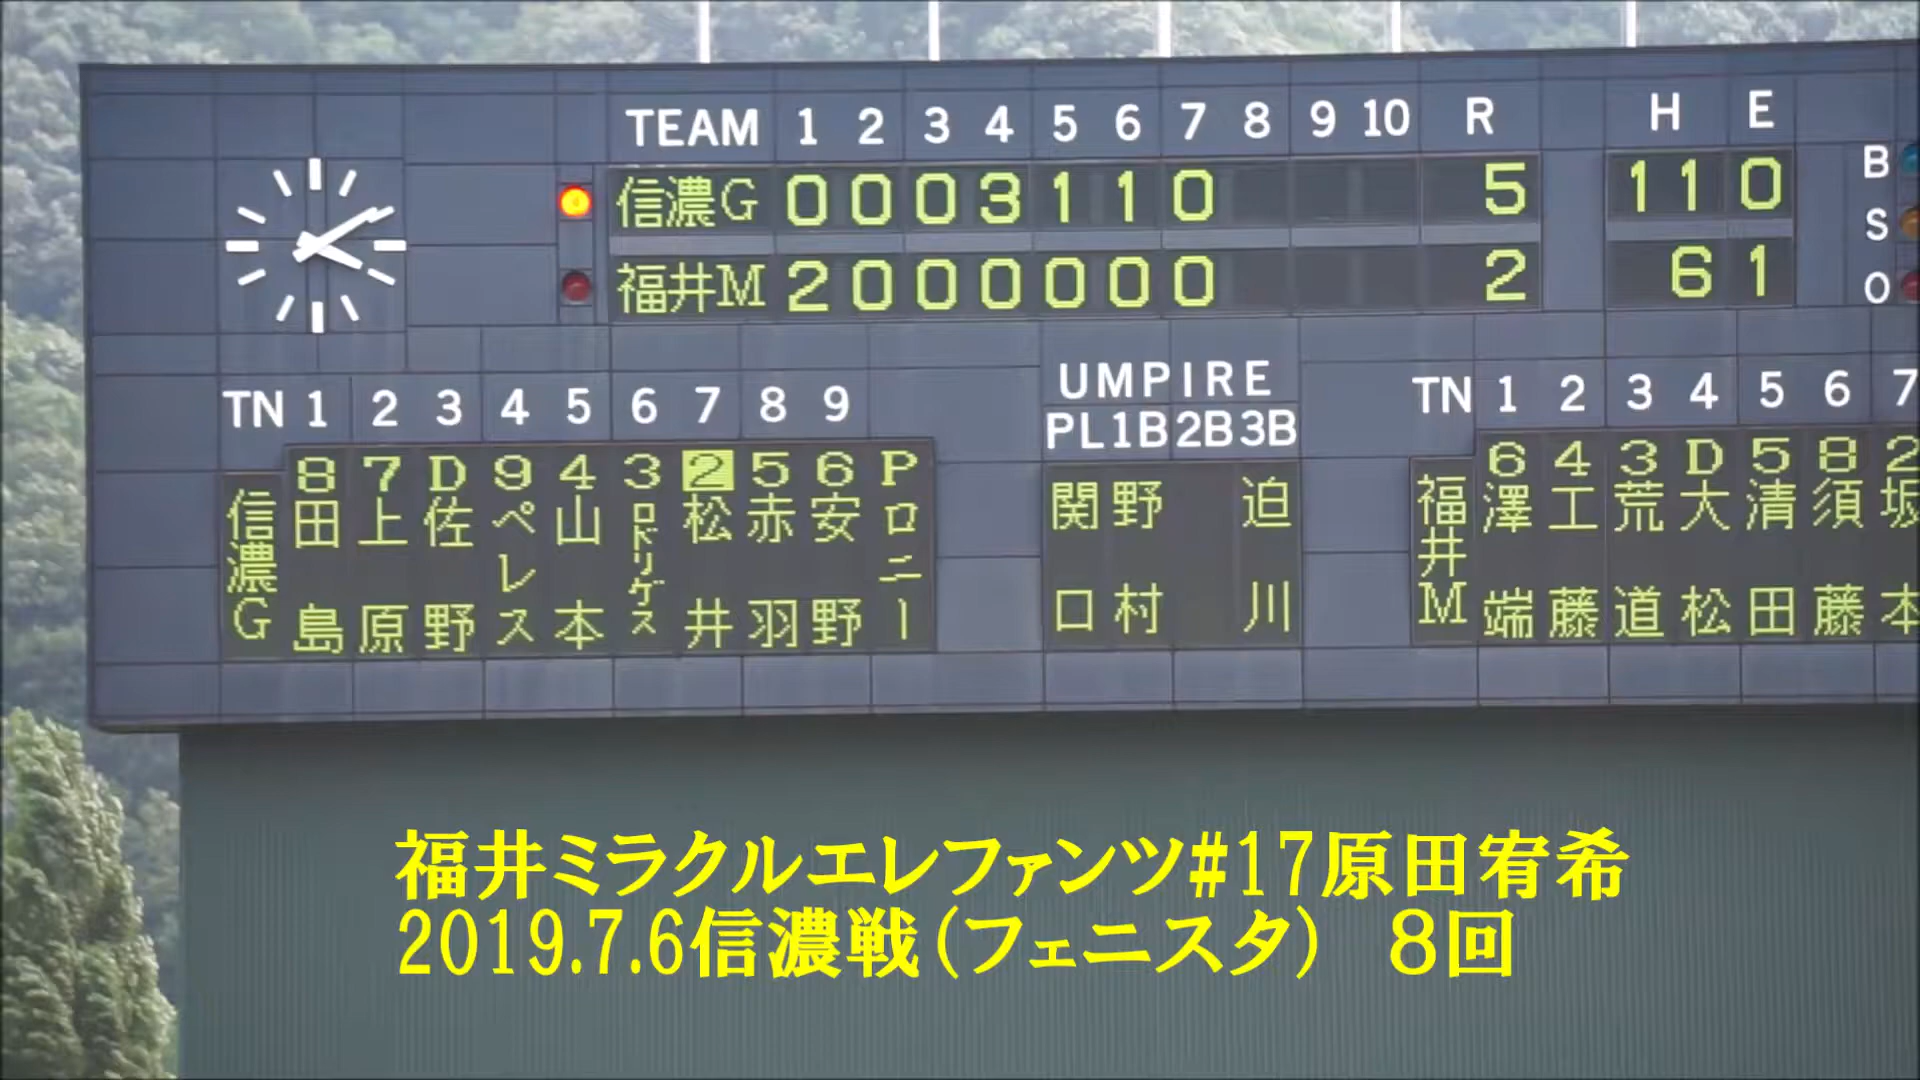 TEAM 1 2 3 4 5 6 7 8 9 10 R H E
信濃G 0 0 0 3 1 1 0 5 11 0
福井M 2 0 0 0 0 0 0 2 6 1
B
S
O
TN 1 2 3 4 5 6 7 8 9
8 7 D 9 4 3 2 5 6 P
信濃G 田島 上原 佐野 ペレス 山本 ロドリゲス 松井 赤羽 安野 ロニー
UMPIRE
PL 1B 2B 3B
関口 野村 迫川
TN 1 2 3 4 5 6 7
6 4 3 D 5 8 2
福井M 澤端 工藤 荒道 大松 清田 須藤 坂本
福井ミラクルエレファンツ#17原田宥希
2019.7.6信濃戦(フェニスタ) 8回